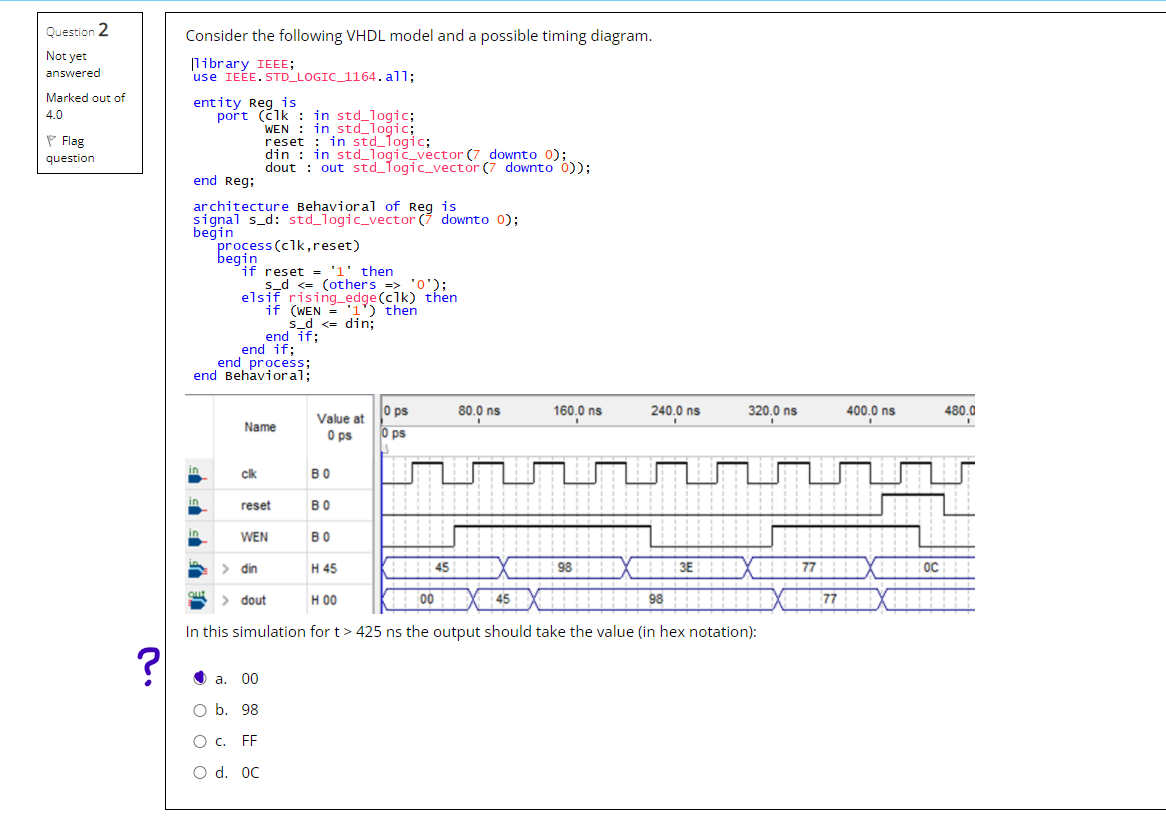 Question 2
Not yet
answered
Marked out of
4.0
Flag
question
Consider the following VHDL model and a possible timing diagram.
library IEEE;
use IEEE.STD_LOGIC_1164.all;
entity Reg is
port (clk : in std_logic;
WEN : in std_logic;
reset : in std_logic;
din : in std_logic_vector(7 downto 0);
dout : out std_logic_vector(7 downto 0));
end Reg;
architecture Behavioral of Reg is
signal s_d: std_logic_vector(7 downto 0);
begin
process(clk,reset)
begin
if reset = '1' then
s_d <= (others => '0');
elsif rising_edge(clk) then
if (WEN = '1') then
s_d <= din;
end if;
end if;
end process;
end Behavioral;
Name Value at 0 ps
0 ps 80.0 ns 160.0 ns 240.0 ns 320.0 ns 400.0 ns 480.0
0 ps
in clk B 0
in reset B 0
in WEN B 0
in > din H 45 45 98 3E 77 0C
out > dout H 00 00 45 98 77
In this simulation for t > 425 ns the output should take the value (in hex notation):
?
a. 00
b. 98
c. FF
d. 0C